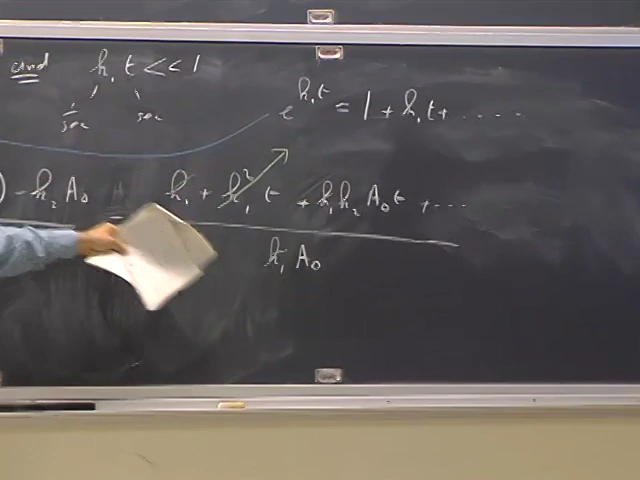 and k₁t << 1
1/sec sec
e^{k₁t} = 1 + k₁t + .....
) - k₂A₀ = k₁ + k₁²t + k₁k₂A₀t + ...
k₁A₀